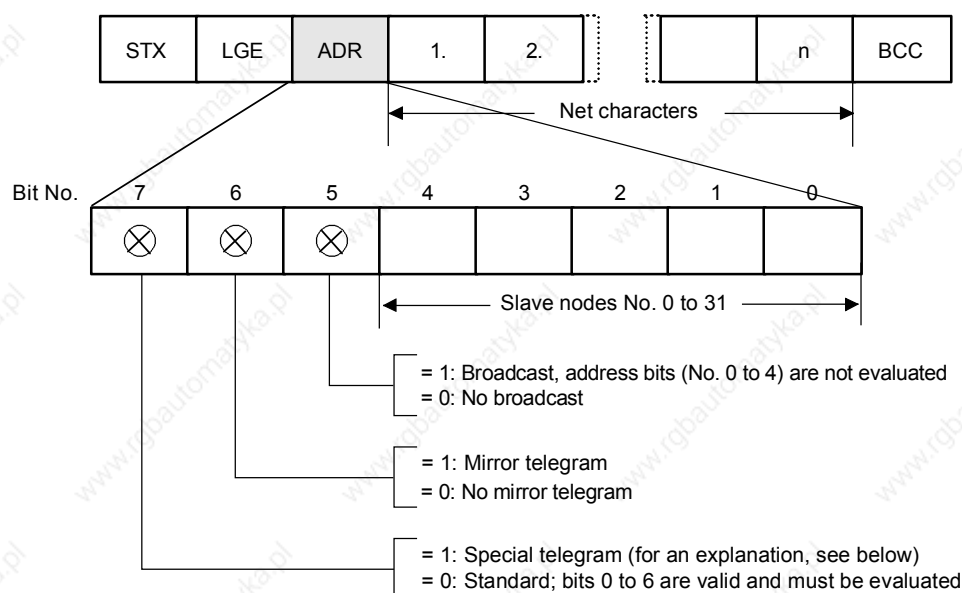 STX LGE ADR 1. 2. n BCC
Net characters
Bit No. 7 6 5 4 3 2 1 0
Slave nodes No. 0 to 31
= 1: Broadcast, address bits (No. 0 to 4) are not evaluated
= 0: No broadcast
= 1: Mirror telegram
= 0: No mirror telegram
= 1: Special telegram (for an explanation, see below)
= 0: Standard; bits 0 to 6 are valid and must be evaluated
www.rgbautomatyka.pl